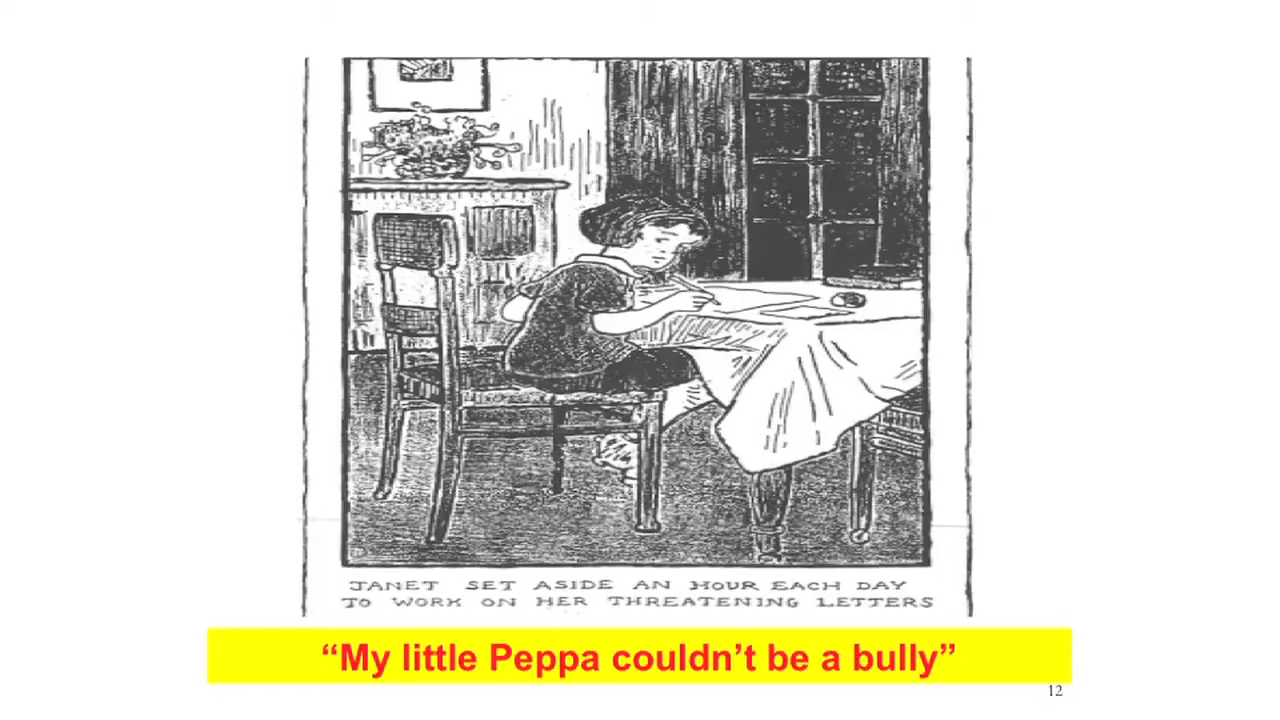 JANET SET ASIDE AN HOUR EACH DAY
TO WORK ON HER THREATENING LETTERS
“My little Peppa couldn’t be a bully”
12